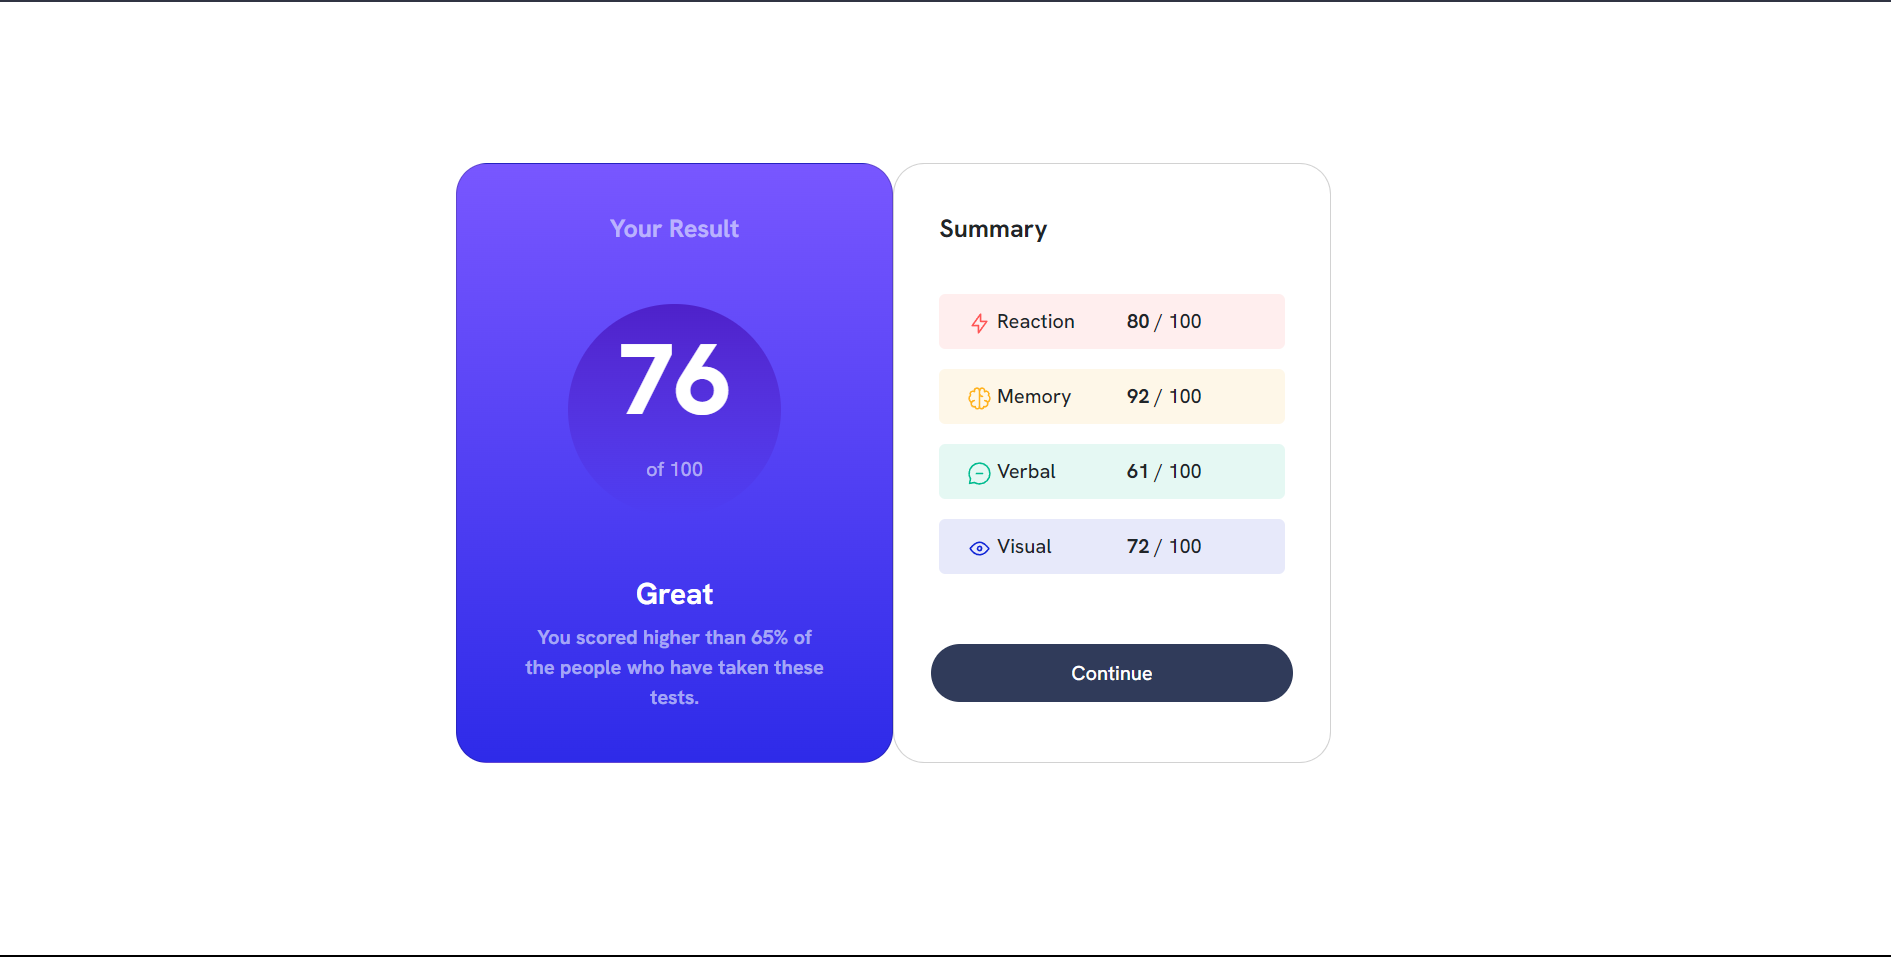 Your Result
76
of 100
Great
You scored higher than 65% of
the people who have taken these
tests.
Summary
Reaction 80 / 100
Memory 92 / 100
Verbal 61 / 100
Visual 72 / 100
Continue